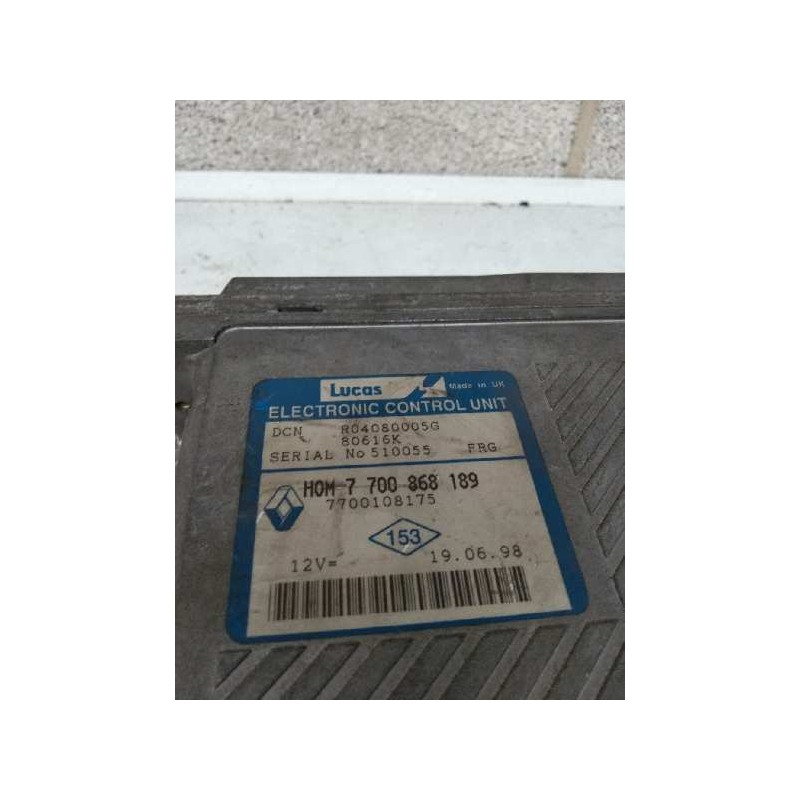 Lucas Made in UK
ELECTRONIC CONTROL UNIT
DCN R04080005G
80616K
SERIAL No 510055 FRG
HOM 7 700 868 189
7700108175
153
12V= 19.06.98